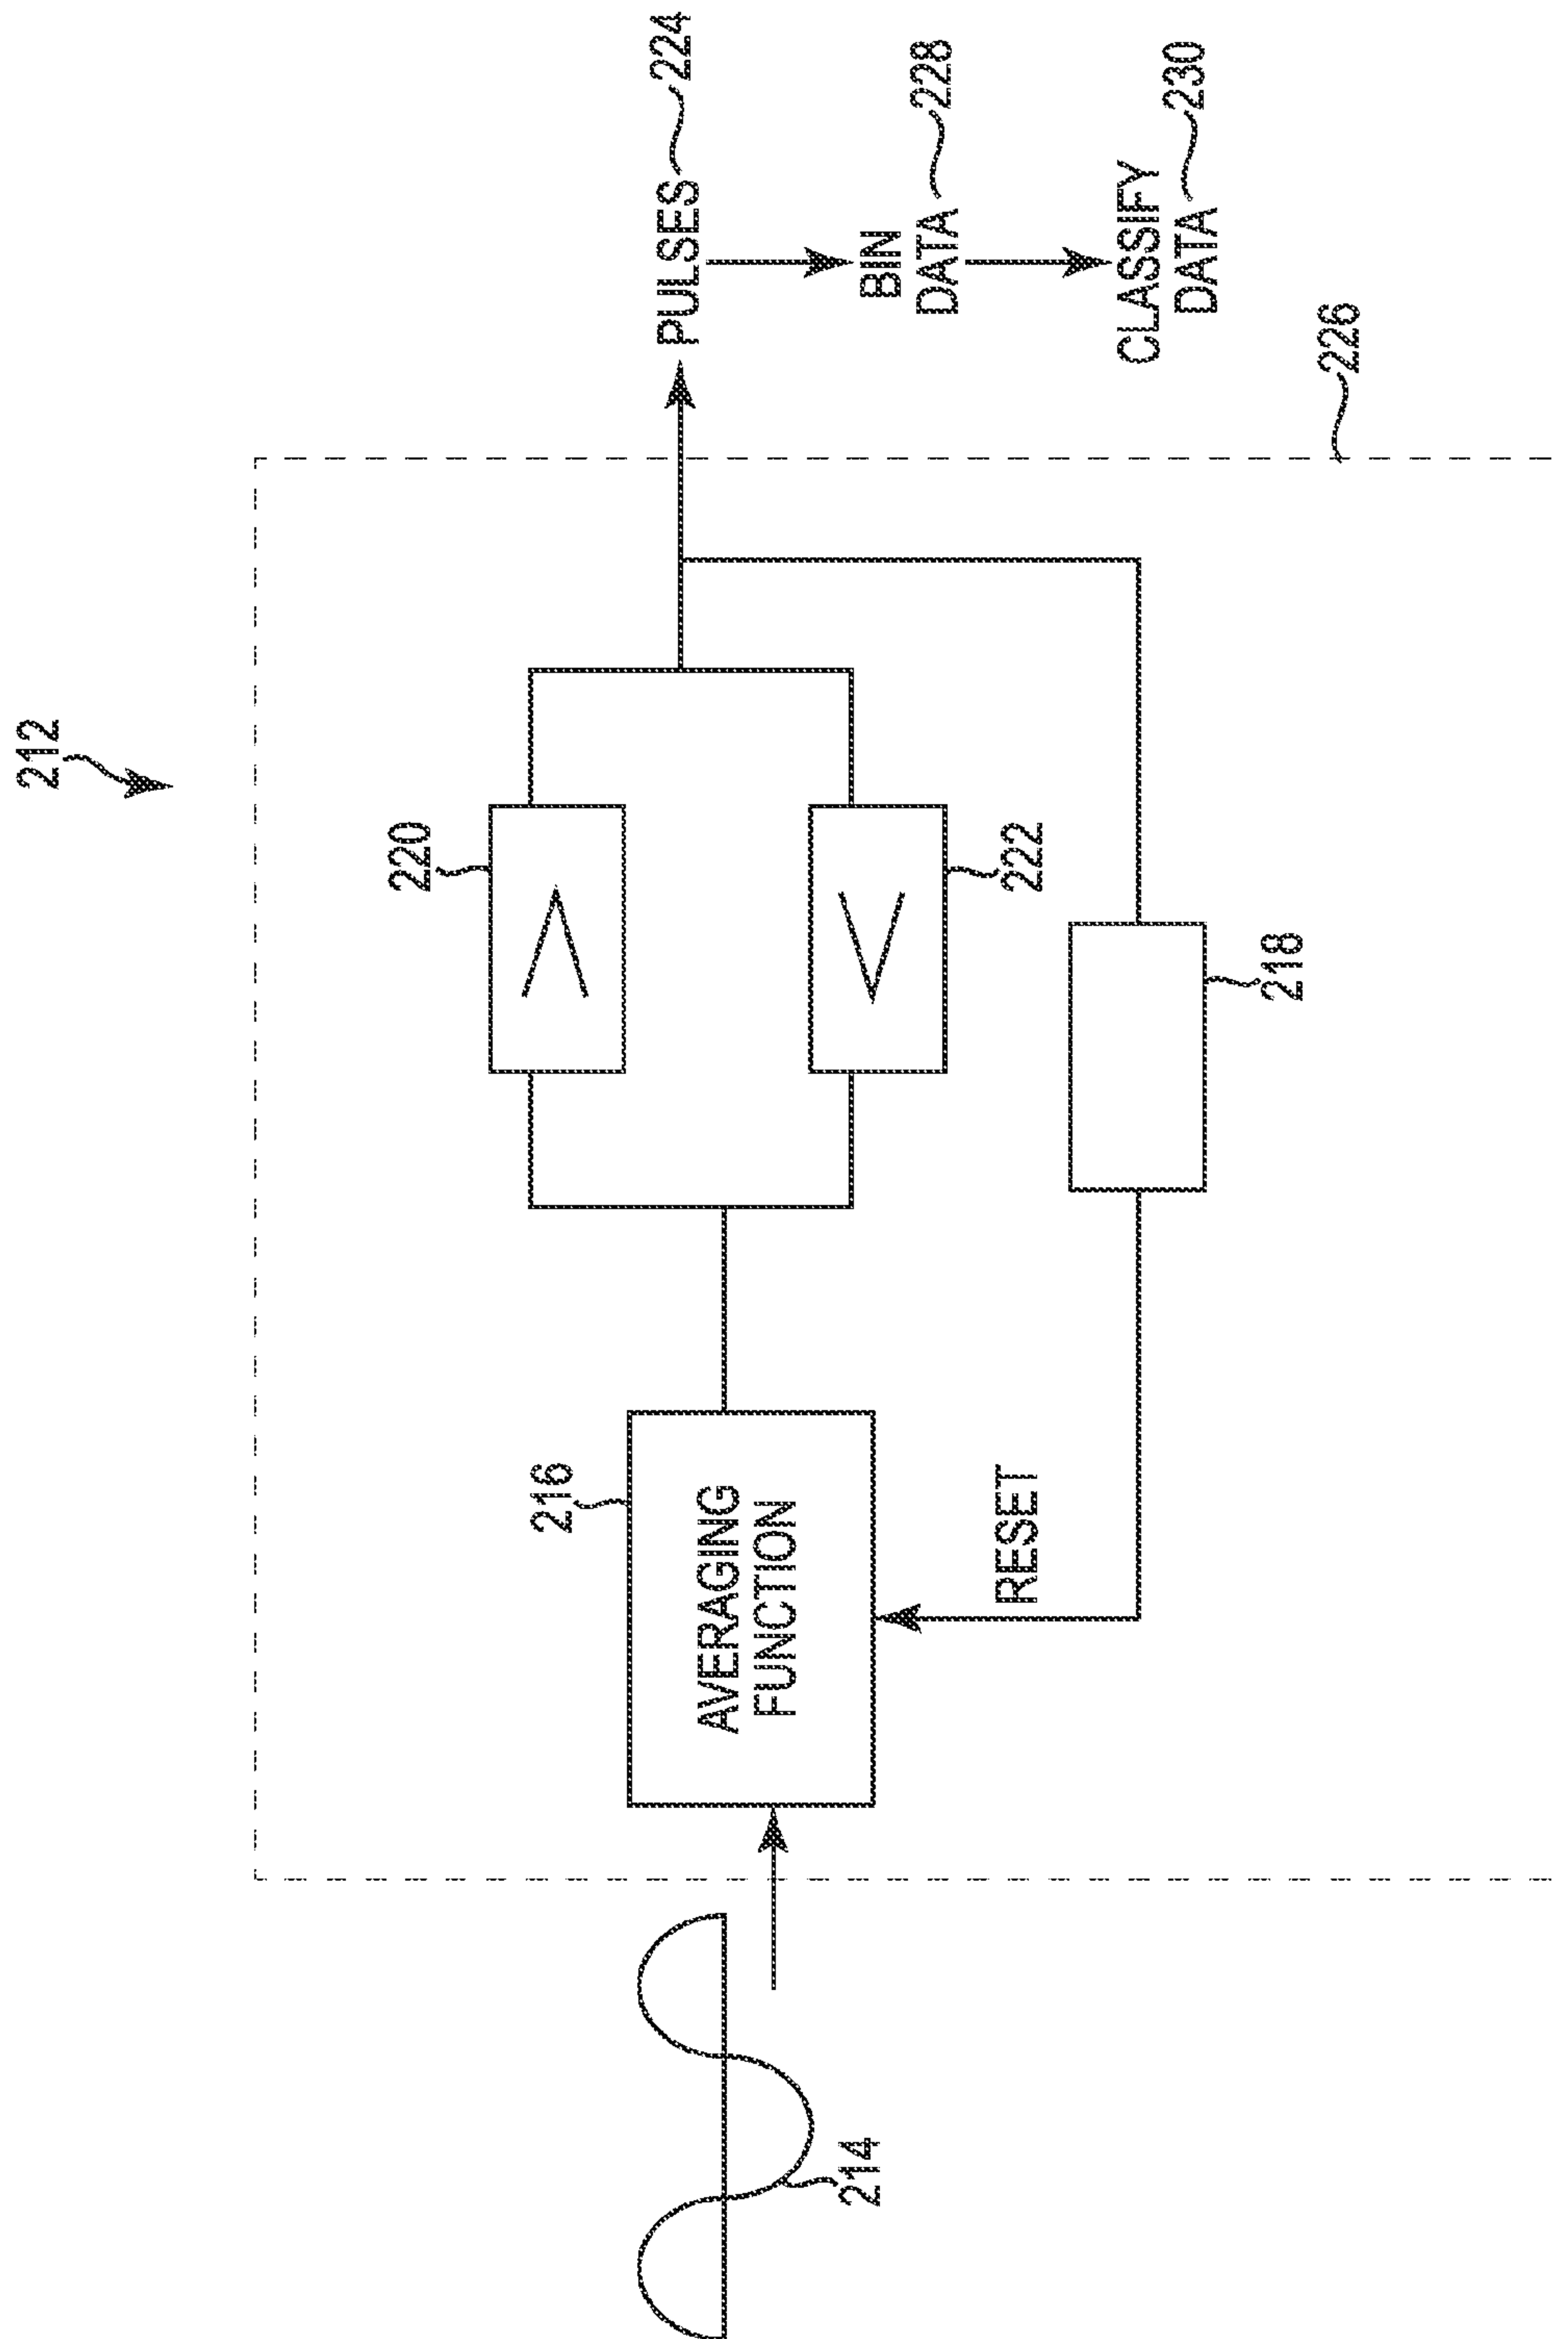 212
220
216
>
PULSES 224
AVERAGING
FUNCTION
214
<
BIN
DATA 228
RESET
222
CLASSIFY
DATA 230
218
226